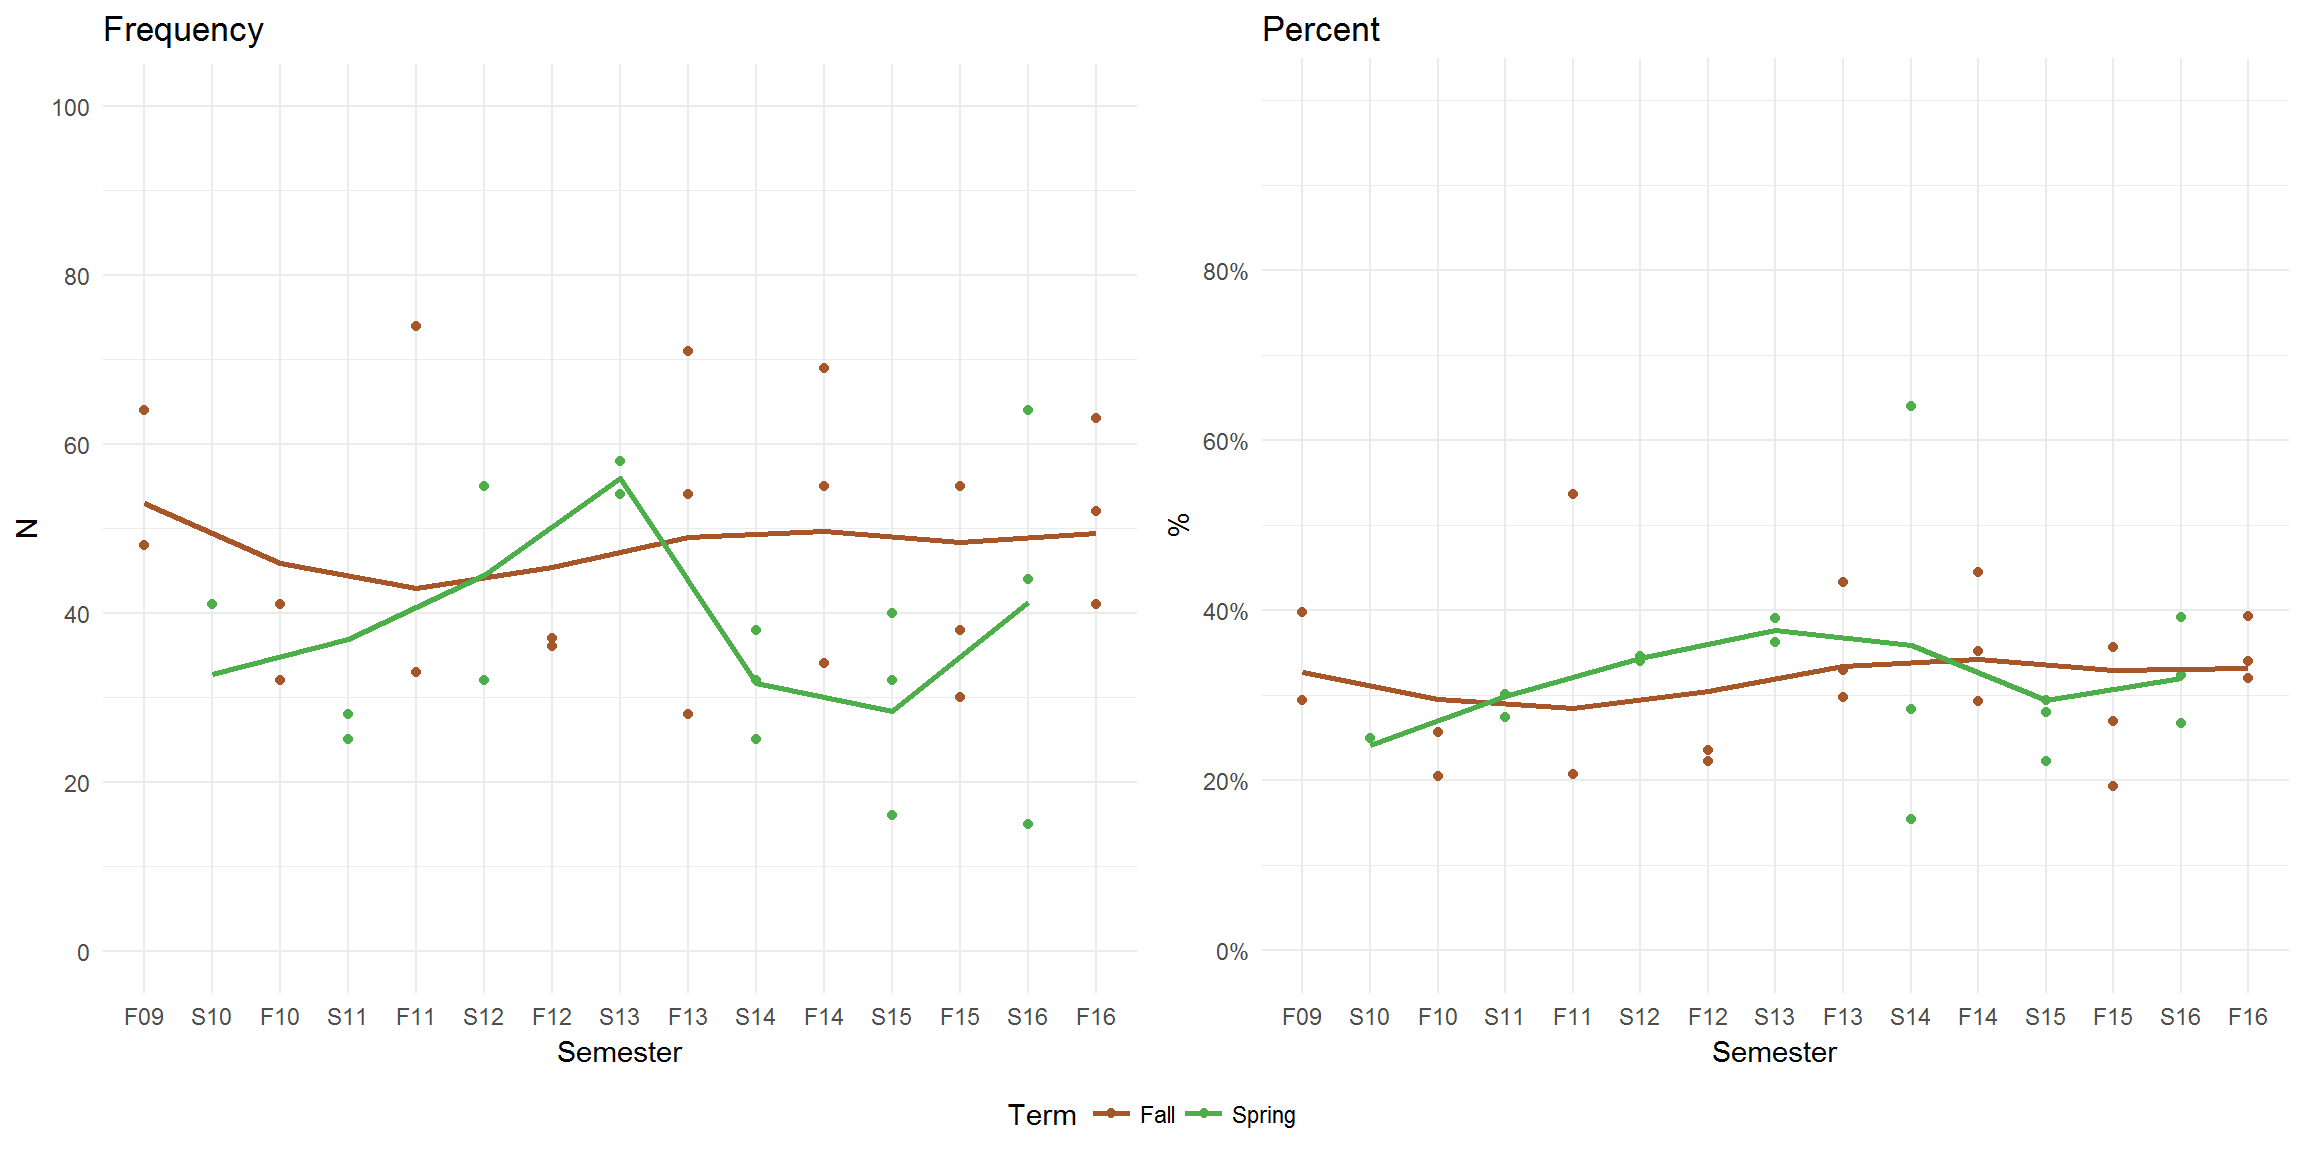 Frequency
100
80
60
40
20
0
N
F09 S10 F10 S11 F11 S12 F12 S13 F13 S14 F14 S15 F15 S16 F16
Semester
Percent
80%
60%
40%
20%
0%
%
F09 S10 F10 S11 F11 S12 F12 S13 F13 S14 F14 S15 F15 S16 F16
Semester
Term Fall Spring